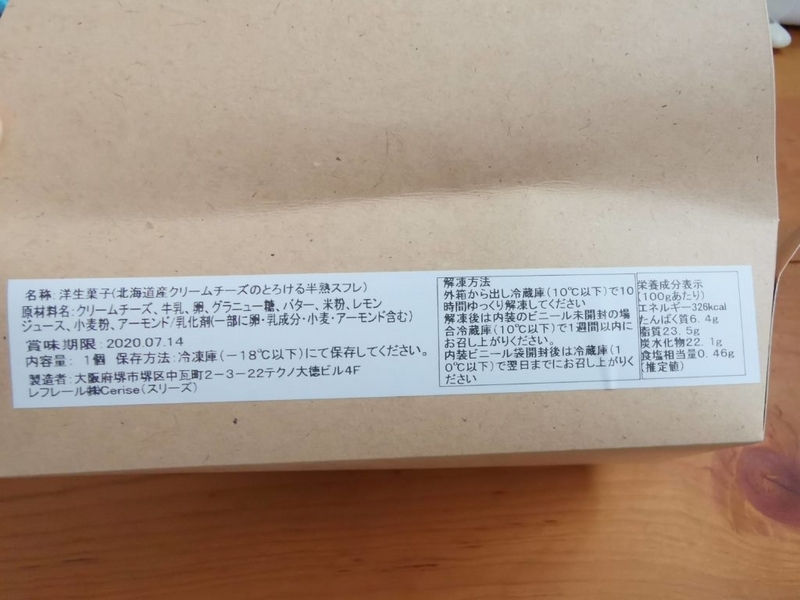 名称:洋生菓子(北海道産クリームチーズのとろける半熟スフレ)
原材料名:クリームチーズ、牛乳、卵、グラニュー糖、バター、米粉、レモン
ジュース、小麦粉、アーモンド/乳化剤(一部に卵・乳成分・小麦・アーモンド含む)
賞味期限:2020.07.14
内容量: 1個 保存方法:冷凍庫(-18℃以下)にて保存してください。
製造者:大阪府堺市堺区中瓦町2-3-22テクノ大徳ビル4F
レフレール㈱Cerise(スリーズ)
解凍方法
外箱から出し冷蔵庫(10℃以下)で10
時間ゆっくり解凍してください
解凍後は内装のビニール未開封の場
合冷蔵庫(10℃以下)で1週間以内に
お召し上がりください。
内装ビニール袋開封後は冷蔵庫(1
0℃以下)で翌日までにお召し上がりく
ださい
栄養成分表示
(100gあたり)
エネルギー326kcal
たんぱく質6.4g
脂質23.5g
炭水化物22.1g
食塩相当量0.46g
(推定値)